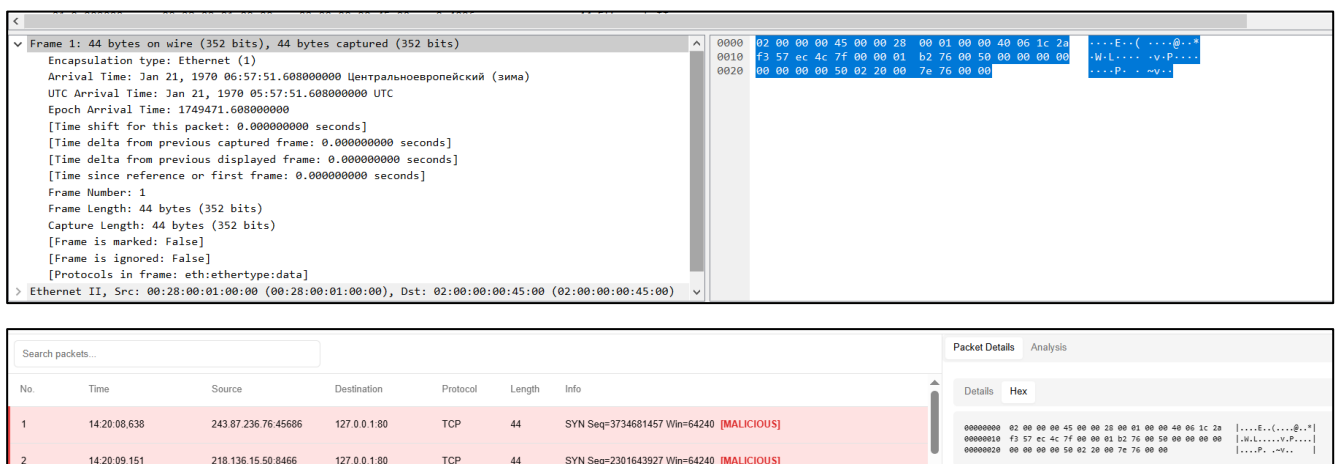 Frame 1: 44 bytes on wire (352 bits), 44 bytes captured (352 bits)
Encapsulation type: Ethernet (1)
Arrival Time: Jan 21, 1970 06:57:51.608000000 Центральноевропейский (зима)
UTC Arrival Time: Jan 21, 1970 05:57:51.608000000 UTC
Epoch Arrival Time: 1749471.608000000
[Time shift for this packet: 0.000000000 seconds]
[Time delta from previous captured frame: 0.000000000 seconds]
[Time delta from previous displayed frame: 0.000000000 seconds]
[Time since reference or first frame: 0.000000000 seconds]
Frame Number: 1
Frame Length: 44 bytes (352 bits)
Capture Length: 44 bytes (352 bits)
[Frame is marked: False]
[Frame is ignored: False]
[Protocols in frame: eth:ethertype:data]
Ethernet II, Src: 00:28:00:01:00:00 (00:28:00:01:00:00), Dst: 02:00:00:00:45:00 (02:00:00:00:45:00)
0000 02 00 00 00 45 00 00 28 00 01 00 00 40 06 1c 2a ····E··( ····@··*
0010 f3 57 ec 4c 7f 00 00 01 b2 76 00 50 00 00 00 00 ·W·L···· ·v·P····
0020 00 00 00 00 50 02 20 00 7e 76 00 00 ····P· · ~v··
Search packets...
No. Time Source Destination Protocol Length Info
1 14:20:08,638 243.87.236.76:45686 127.0.0.1:80 TCP 44 SYN Seq=3734681457 Win=64240 [MALICIOUS]
2 14:20:09,151 218.136.15.50:8466 127.0.0.1:80 TCP 44 SYN Seq=2301643927 Win=64240 [MALICIOUS]
Packet Details Analysis
Details Hex
00000000 02 00 00 00 45 00 00 28 00 01 00 00 40 06 1c 2a |....E..(....@..*|
00000010 f3 57 ec 4c 7f 00 00 01 b2 76 00 50 00 00 00 00 |.W.L.....v.P....|
00000020 00 00 00 00 50 02 20 00 7e 76 00 00 |....P. .~v.. |